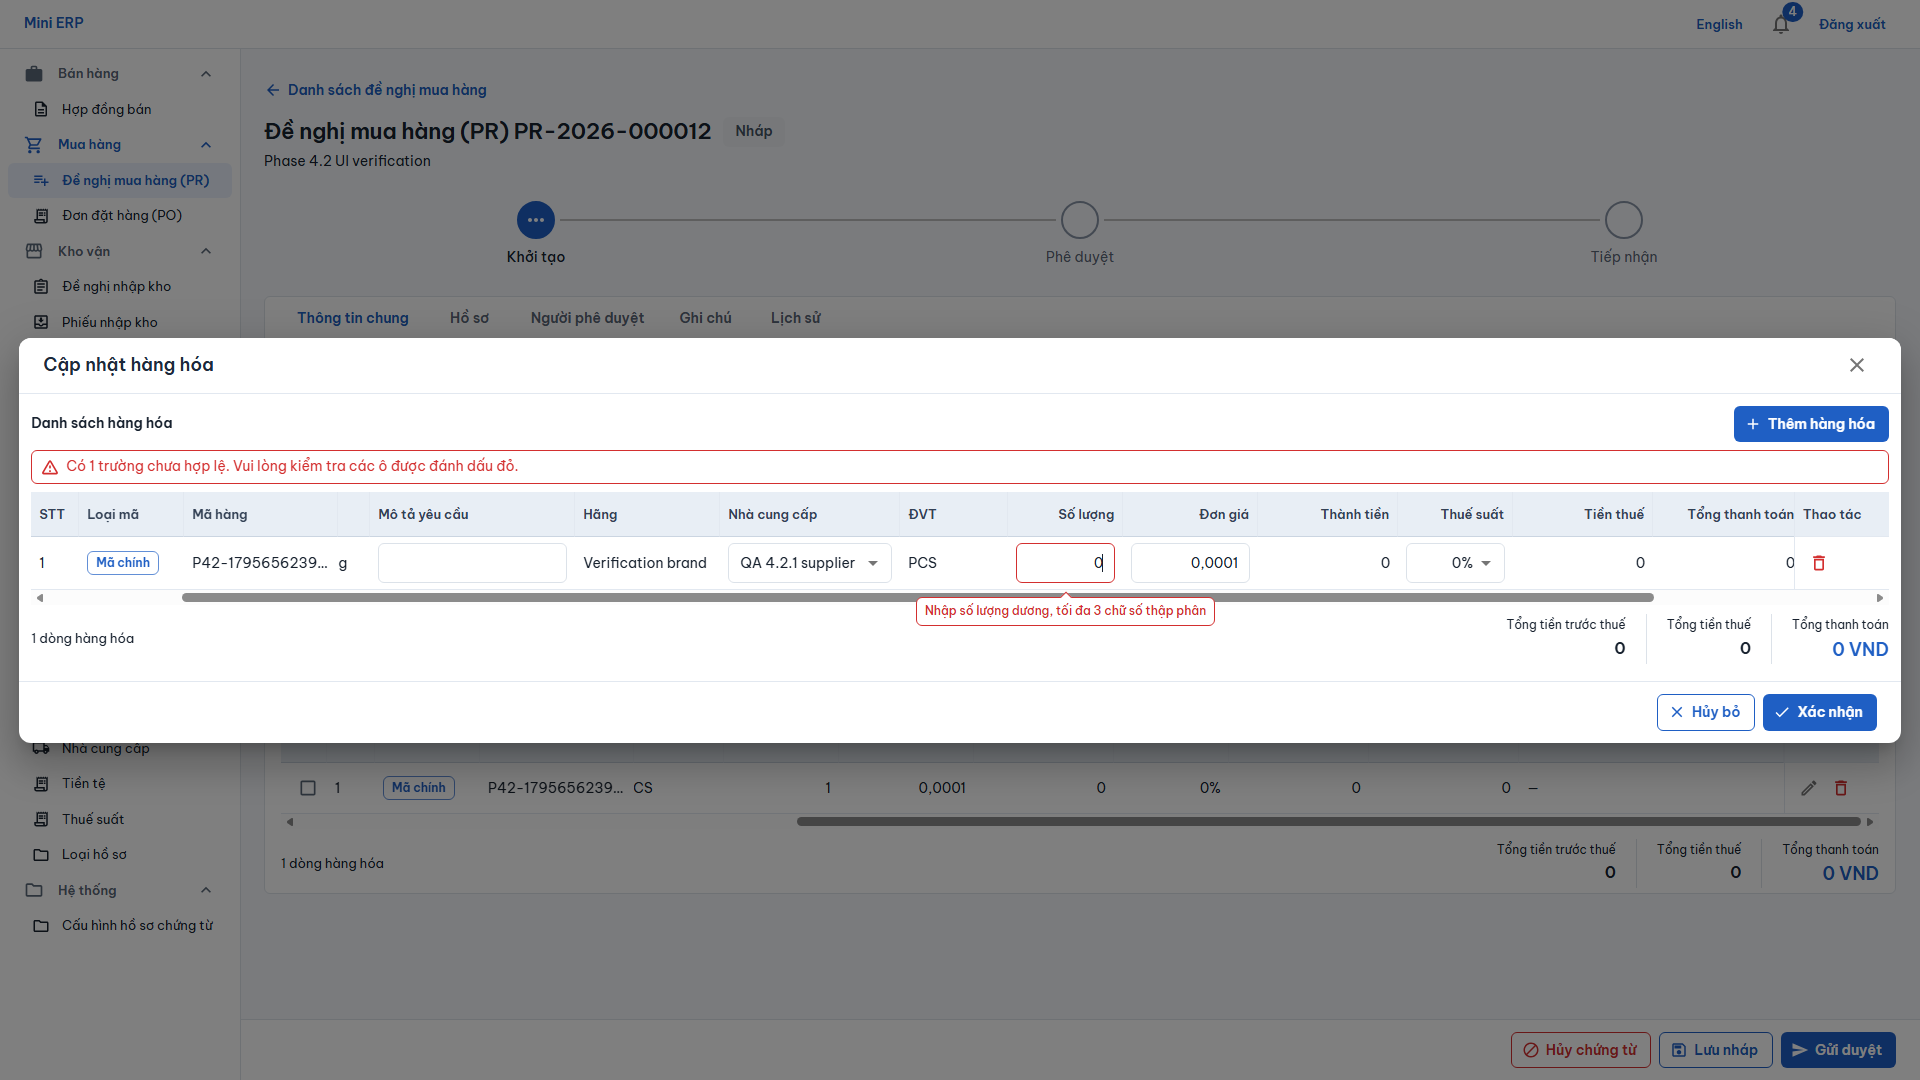 Mini ERP
English
4
Đăng xuất
Bán hàng
Hợp đồng bán
Mua hàng
Đề nghị mua hàng (PR)
Đơn đặt hàng (PO)
Kho vận
Đề nghị nhập kho
Phiếu nhập kho
Danh sách đề nghị mua hàng
Đề nghị mua hàng (PR) PR-2026-000012
Nháp
Phase 4.2 UI verification
Khởi tạo
Phê duyệt
Tiếp nhận
Thông tin chung
Hồ sơ
Người phê duyệt
Ghi chú
Lịch sử
Cập nhật hàng hóa
Danh sách hàng hóa
Thêm hàng hóa
Có 1 trường chưa hợp lệ. Vui lòng kiểm tra các ô được đánh dấu đỏ.
STT Loại mã Mã hàng Mô tả yêu cầu Hãng Nhà cung cấp ĐVT Số lượng Đơn giá Thành tiền Thuế suất Tiền thuế Tổng thanh toán Thao tác
1 Mã chính P42-1795656239... g Verification brand QA 4.2.1 supplier PCS 0 0,0001 0 0% 0 0
Nhập số lượng dương, tối đa 3 chữ số thập phân
1 dòng hàng hóa
Tổng tiền trước thuế
0
Tổng tiền thuế
0
Tổng thanh toán
0 VND
Hủy bỏ
Xác nhận
Nhà cung cấp
Tiền tệ
Thuế suất
Loại hồ sơ
Hệ thống
Cấu hình hồ sơ chứng từ
1 Mã chính P42-1795656239... CS 1 0,0001 0 0% 0 0 —
1 dòng hàng hóa
Tổng tiền trước thuế
0
Tổng tiền thuế
0
Tổng thanh toán
0 VND
Hủy chứng từ
Lưu nháp
Gửi duyệt